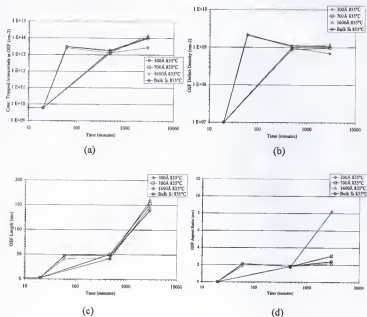 1 E+15
1 E+14
1 E+13
1 E+12
1 E+11
1 E+10
1 E+09
10 100 1000 10000
Time (minutes)
Conc. Trapped Interstitials in OSF (cm-2)
300Å 835°C
700Å 835°C
1600Å 835°C
Bulk Si 835°C
(a)
1 E+10
1 E+09
1 E+08
1 E+07
10 100 1000 10000
Time (minutes)
OSF Defect Density (cm-2)
300Å 835°C
700Å 835°C
1600Å 835°C
Bulk Si 835°C
(b)
200
150
100
50
0
10 100 1000 10000
Time (minutes)
OSF Length (nm)
300Å 835°C
700Å 835°C
1600Å 835°C
Bulk Si 835°C
(c)
12
10
8
6
4
2
0
10 100 1000 10000
Time (minutes)
OSF Aspect Ratio (nm)
300Å 835°C
700Å 835°C
1600Å 835°C
Bulk Si 835°C
(d)